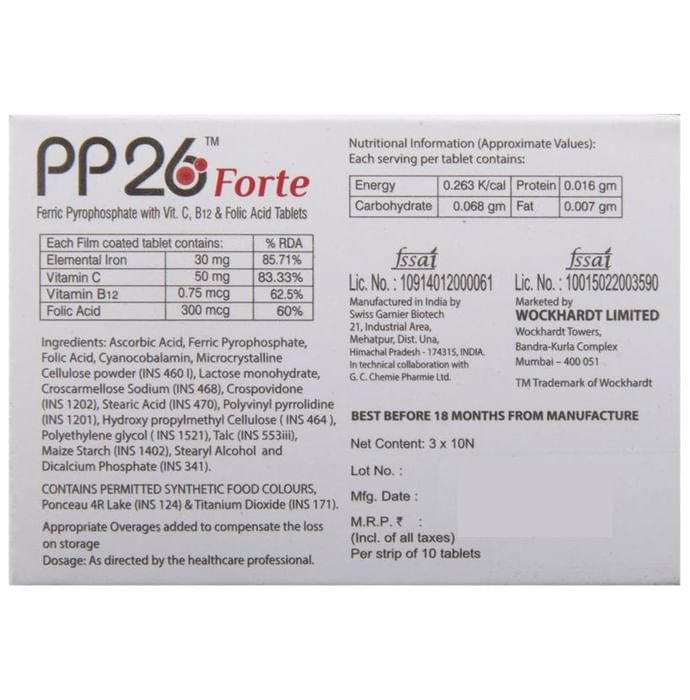 PP26™ Forte
Ferric Pyrophosphate with Vit. C, B12 & Folic Acid Tablets
Each Film coated tablet contains: % RDA
Elemental Iron 30 mg 85.71%
Vitamin C 50 mg 83.33%
Vitamin B12 0.75 mcg 62.5%
Folic Acid 300 mcg 60%
Ingredients: Ascorbic Acid, Ferric Pyrophosphate,
Folic Acid, Cyanocobalamin, Microcrystalline
Cellulose powder (INS 460 I), Lactose monohydrate,
Croscarmellose Sodium (INS 468), Crospovidone
(INS 1202), Stearic Acid (INS 470), Polyvinyl pyrrolidine
(INS 1201), Hydroxy propylmethyl Cellulose ( INS 464 ),
Polyethylene glycol ( INS 1521), Talc (INS 553iii),
Maize Starch (INS 1402), Stearyl Alcohol and
Dicalcium Phosphate (INS 341).
CONTAINS PERMITTED SYNTHETIC FOOD COLOURS,
Ponceau 4R Lake (INS 124) & Titanium Dioxide (INS 171).
Appropriate Overages added to compensate the loss
on storage
Dosage: As directed by the healthcare professional.
Nutritional Information (Approximate Values):
Each serving per tablet contains:
Energy 0.263 K/cal Protein 0.016 gm
Carbohydrate 0.068 gm Fat 0.007 gm
fssai
Lic. No. : 10914012000061
Manufactured in India by
Swiss Garnier Biotech
21, Industrial Area,
Mehatpur, Dist. Una,
Himachal Pradesh - 174315, INDIA.
In technical collaboration with
G. C. Chemie Pharmie Ltd.
fssai
Lic. No. : 10015022003590
Marketed by
WOCKHARDT LIMITED
Wockhardt Towers,
Bandra-Kurla Complex
Mumbai – 400 051
TM Trademark of Wockhardt
BEST BEFORE 18 MONTHS FROM MANUFACTURE
Net Content: 3 x 10N
Lot No. :
Mfg. Date :
M.R.P. ₹ :
(Incl. of all taxes)
Per strip of 10 tablets